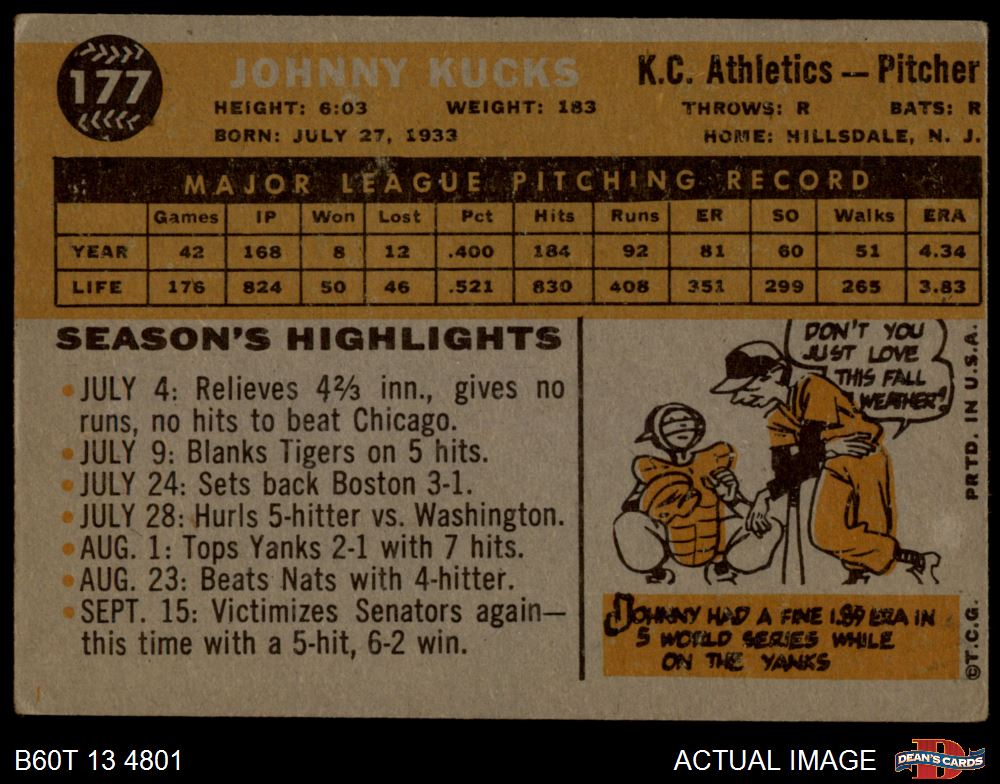 177
JOHNNY KUCKS
K.C. Athletics — Pitcher
HEIGHT: 6:03 WEIGHT: 183 THROWS: R BATS: R
BORN: JULY 27, 1933 HOME: HILLSDALE, N. J.
MAJOR LEAGUE PITCHING RECORD
Games IP Won Lost Pct Hits Runs ER SO Walks ERA
YEAR 42 168 8 12 .400 184 92 81 60 51 4.34
LIFE 176 824 50 46 .521 830 408 351 299 265 3.83
SEASON'S HIGHLIGHTS
• JULY 4: Relieves 4⅔ inn., gives no
runs, no hits to beat Chicago.
• JULY 9: Blanks Tigers on 5 hits.
• JULY 24: Sets back Boston 3-1.
• JULY 28: Hurls 5-hitter vs. Washington.
• AUG. 1: Tops Yanks 2-1 with 7 hits.
• AUG. 23: Beats Nats with 4-hitter.
• SEPT. 15: Victimizes Senators again—
this time with a 5-hit, 6-2 win.
DON'T YOU
JUST LOVE
THIS FALL
WEATHER?
JOHNNY HAD A FINE 1.89 ERA IN
5 WORLD SERIES WHILE
ON THE YANKS
PRTD. IN U.S.A.
©T.C.G.
B60T 13 4801
ACTUAL IMAGE
DEAN'S CARDS